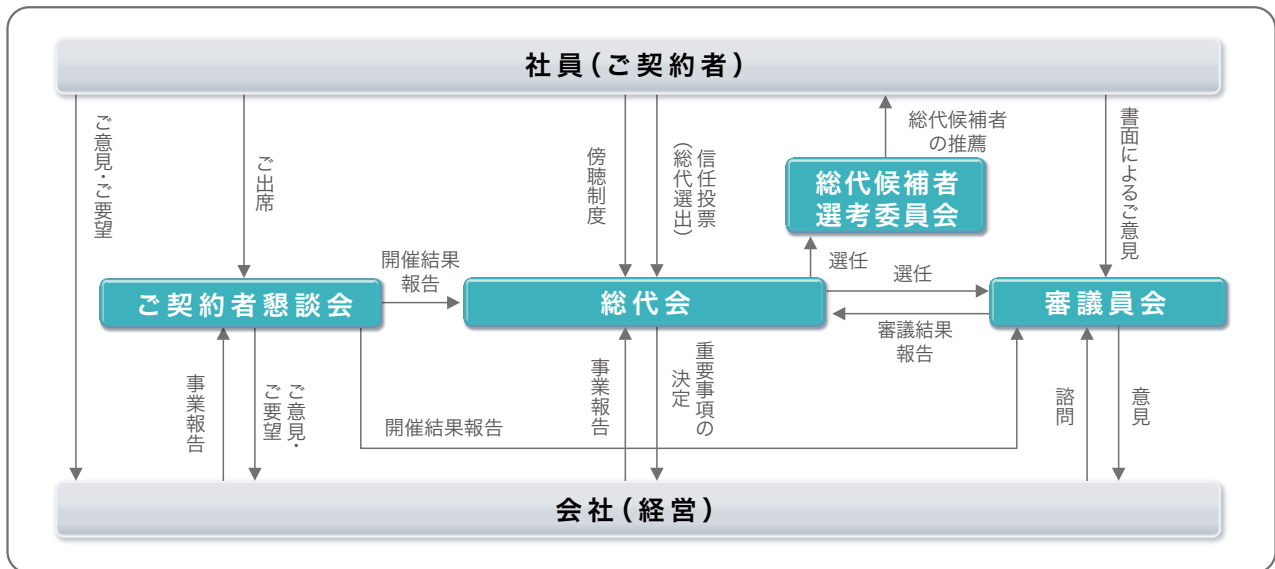 社員（ご契約者）
ご意見・ご要望
ご出席
傍聴制度
信任投票
（総代選出）
総代候補者
の推薦
書面によるご意見
総代候補者
選考委員会
開催結果
報告
選任
選任
ご契約者懇談会
総代会
審議員会
審議結果
報告
事業報告
ご意見・
ご要望
開催結果報告
事業報告
重要事項の
決定
諮問
意見
会社（経営）